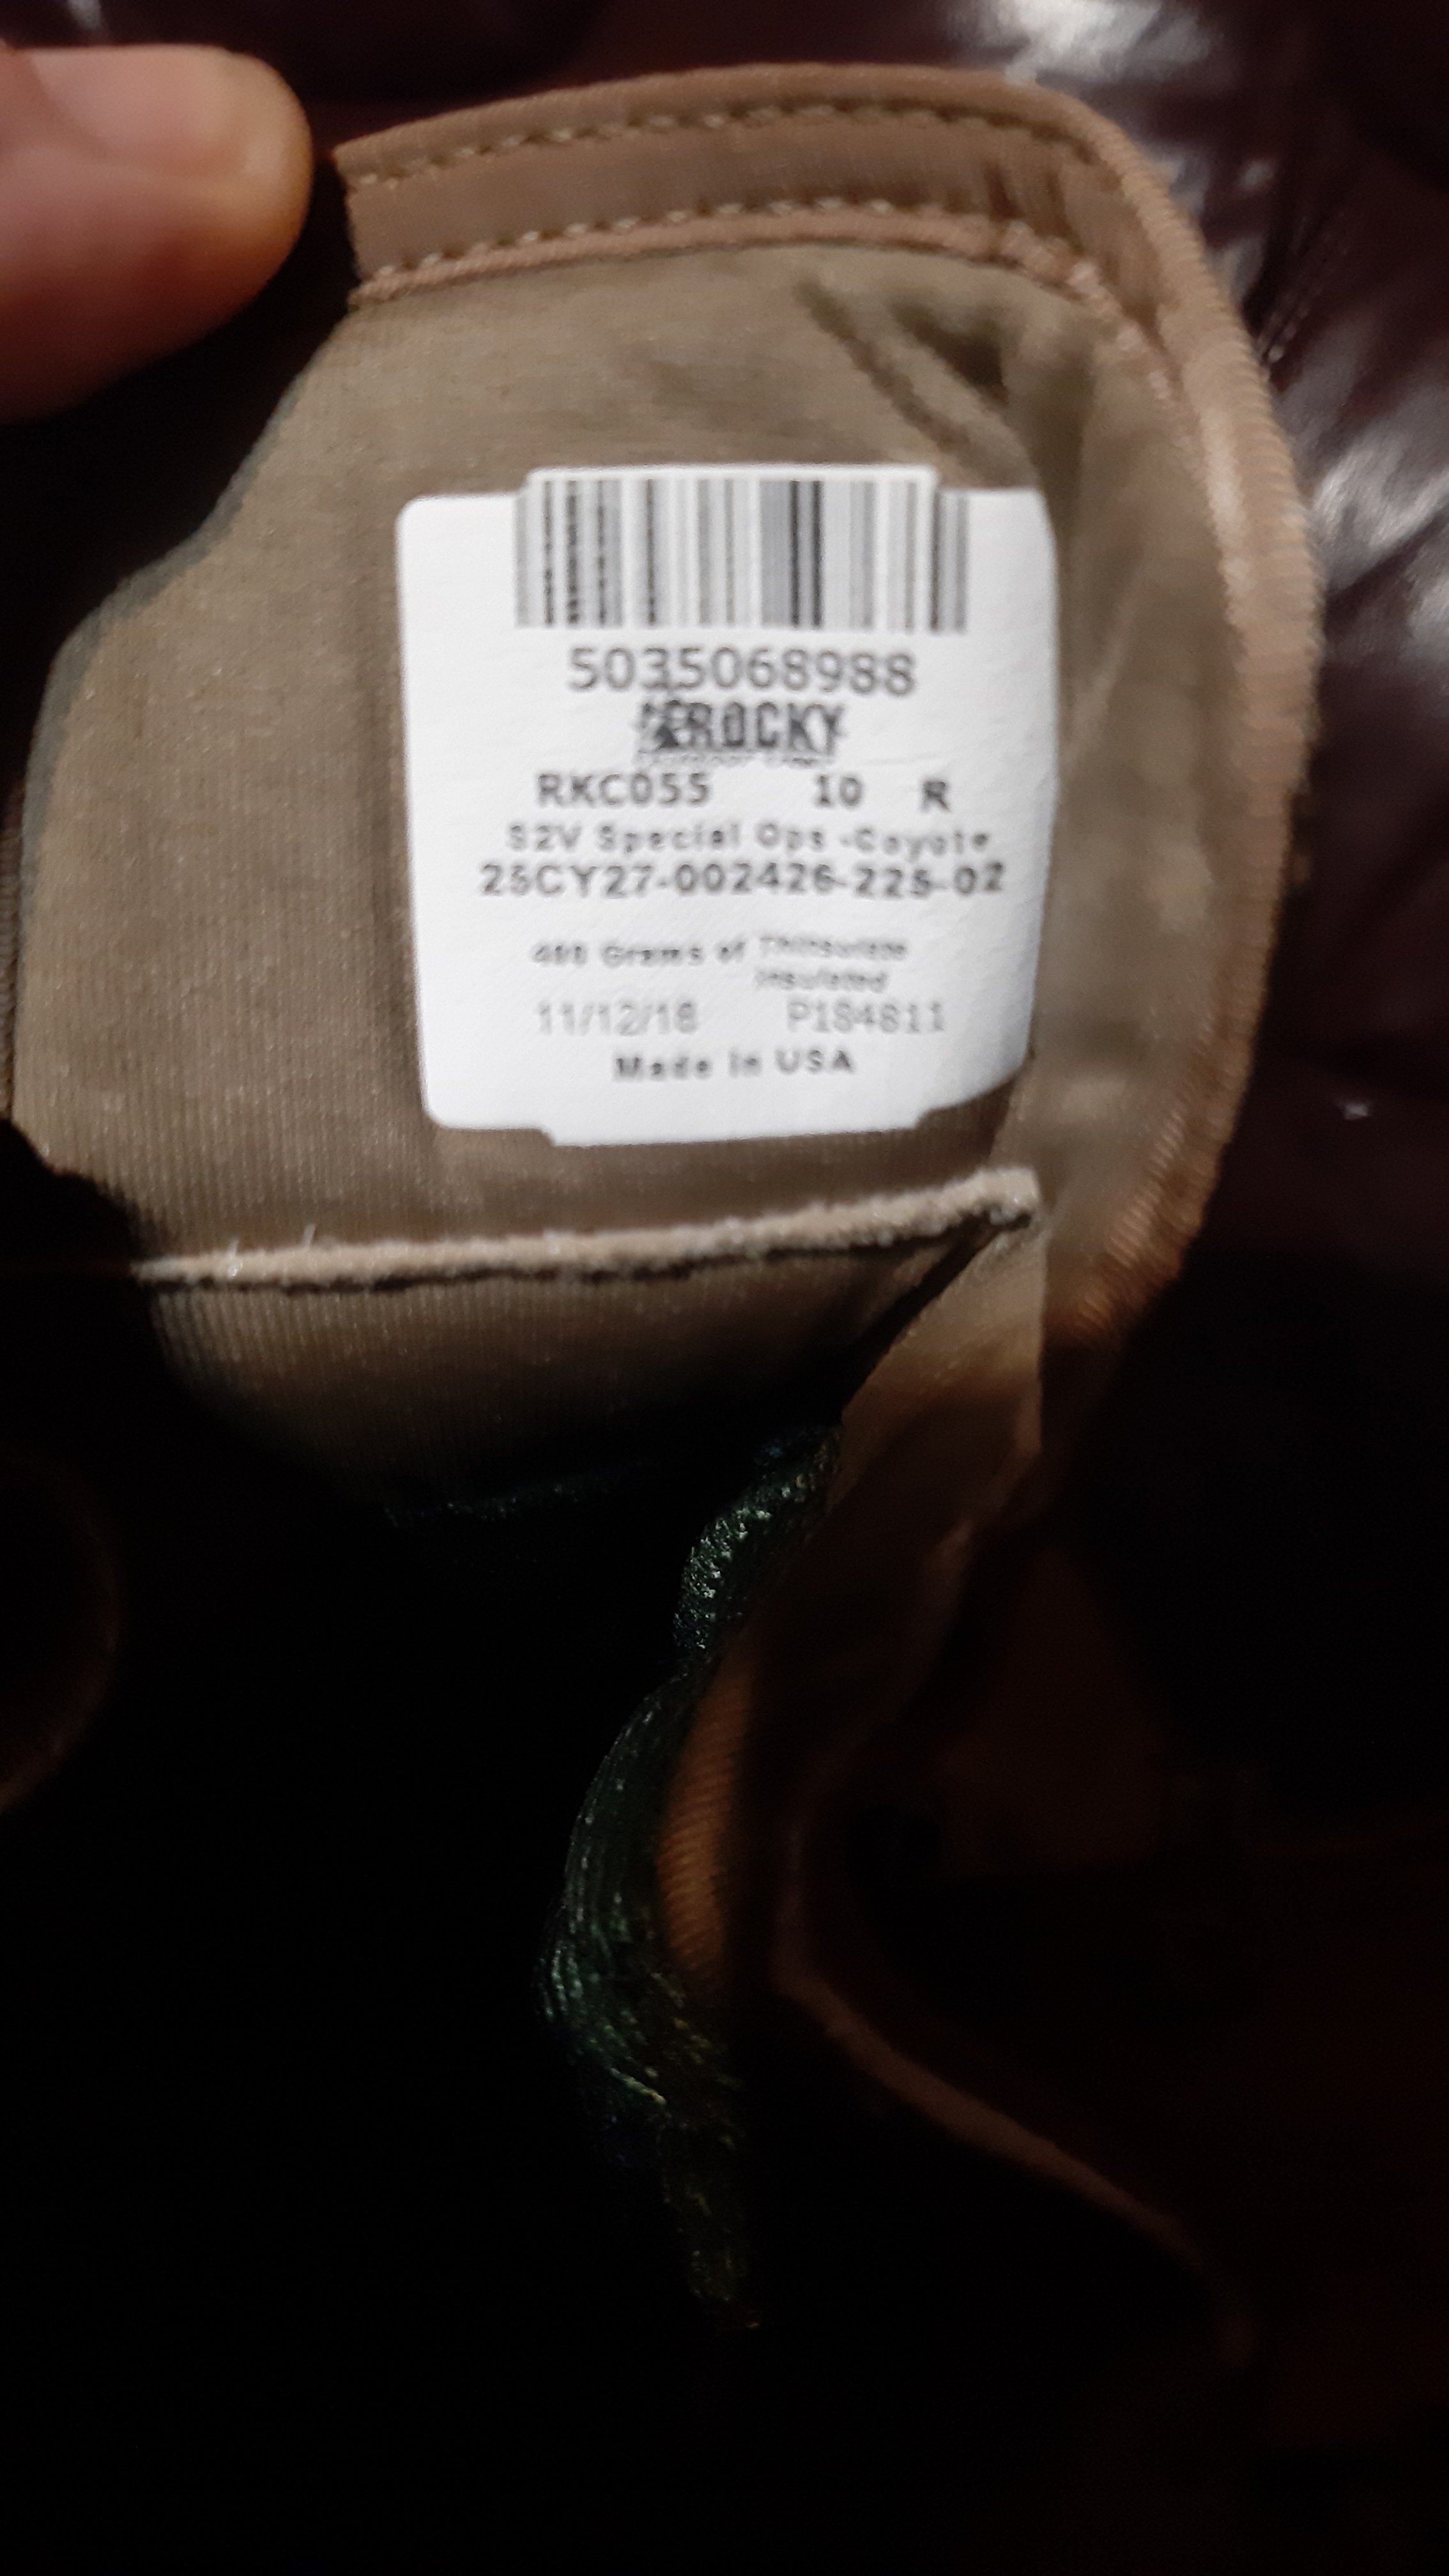 5035068988
ROCKY
RKC055 10 R
S2V Special Ops -Coyote
25CY27-002426-225-02
400 Grams of Thinsulate
Insulated
11/12/18 P184811
Made in USA